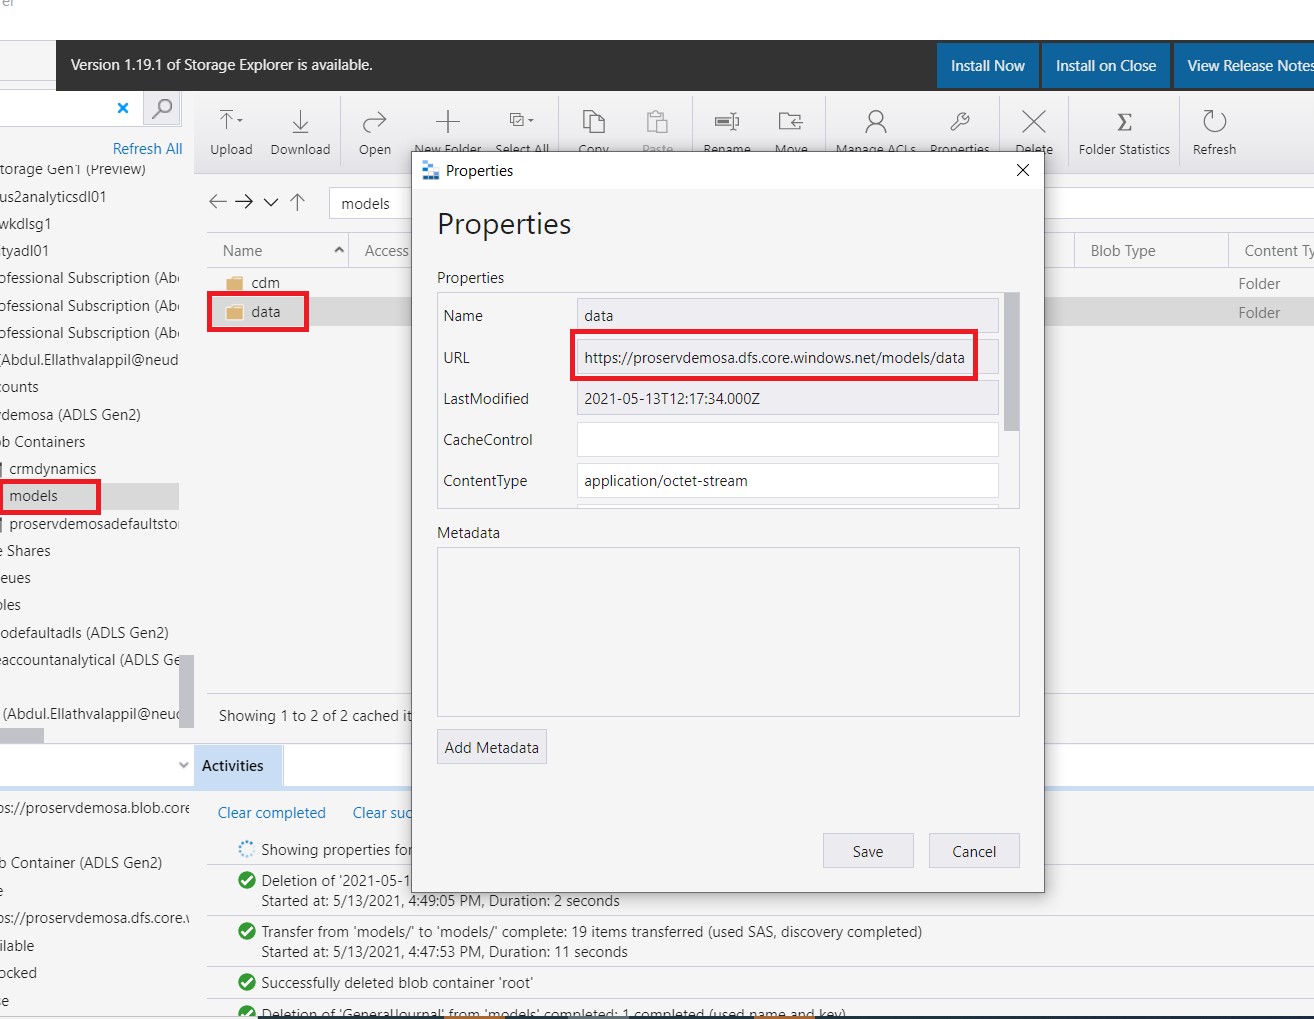 er
Version 1.19.1 of Storage Explorer is available.
Install Now
Install on Close
View Release Notes
Refresh All
Upload
Download
Open
New Folder
Select All
Copy
Paste
Rename
Move
Manage ACLs
Properties
Delete
Folder Statistics
Refresh
torage Gen1 (Preview)
us2analyticsdl01
wkdlsg1
ityadl01
ofessional Subscription (Ab
ofessional Subscription (Ab
ofessional Subscription (Ab
(Abdul.Ellathvalappil@neud
counts
demosa (ADLS Gen2)
b Containers
crmdynamics
models
proservdemosadefaultsto
e Shares
eues
les
odefaultadls (ADLS Gen2)
eaccountanalytical (ADLS Ge
(Abdul.Ellathvalappil@neud
models
Name
Access
Blob Type
Content Ty
cdm
Folder
data
Folder
Showing 1 to 2 of 2 cached it
Properties
Properties
Properties
Name
data
URL
https://proservdemosa.dfs.core.windows.net/models/data
LastModified
2021-05-13T12:17:34.000Z
CacheControl
ContentType
application/octet-stream
Metadata
Add Metadata
Save
Cancel
ps://proservdemosa.blob.core
b Container (ADLS Gen2)
e
ps://proservdemosa.dfs.core.w
ilable
ocked
se
Activities
Clear completed
Clear suc
Showing properties for
Deletion of '2021-05-1
Started at: 5/13/2021, 4:49:05 PM, Duration: 2 seconds
Transfer from 'models/' to 'models/' complete: 19 items transferred (used SAS, discovery completed)
Started at: 5/13/2021, 4:47:53 PM, Duration: 11 seconds
Successfully deleted blob container 'root'
Deletion of 'GeneralJournal' from 'models' completed: 1 completed (used name and key)